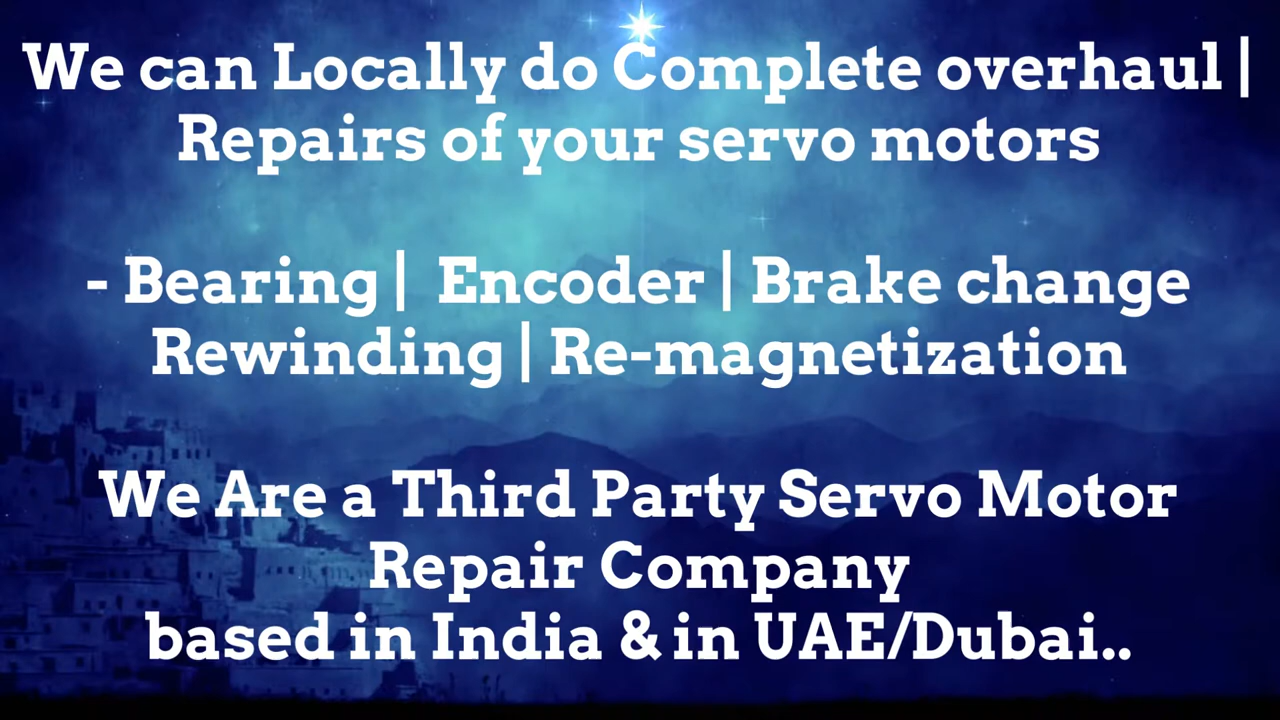 We can Locally do Complete overhaul |
Repairs of your servo motors
- Bearing | Encoder | Brake change
Rewinding | Re-magnetization
We Are a Third Party Servo Motor
Repair Company
based in India & in UAE/Dubai..